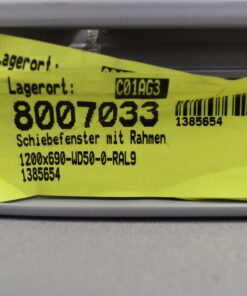 Lagerort:
Lagerort: C01AG3
8007033
1385654
Schiebefenster mit Rahmen
1200x690-WD50-0-RAL9
1385654